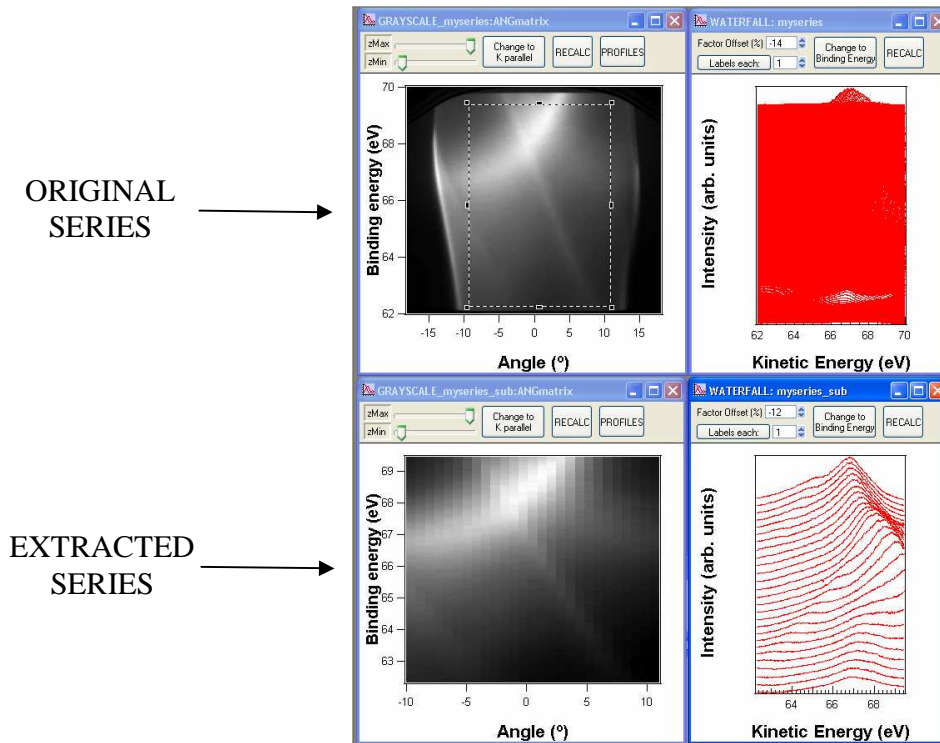 ORIGINAL
SERIES
GRAYSCALE_myseries:ANGmatrix
zMax
zMin
Change to
K parallel
RECALC
PROFILES
70
68
66
64
62
Binding energy (eV)
-15
-10
-5
0
5
10
15
Angle (º)
WATERFALL: myseries
Factor Offset (%)
-14
Labels each:
1
Change to
Binding Energy
RECALC
Intensity (arb. units)
62
64
66
68
70
Kinetic Energy (eV)
EXTRACTED
SERIES
GRAYSCALE_myseries_sub:ANGmatrix
zMax
zMin
Change to
K parallel
RECALC
PROFILES
69
68
67
66
65
64
63
Binding energy (eV)
-10
-5
0
5
10
Angle (º)
WATERFALL: myseries_sub
Factor Offset (%)
-12
Labels each:
1
Change to
Binding Energy
RECALC
Intensity (arb. units)
64
66
68
Kinetic Energy (eV)